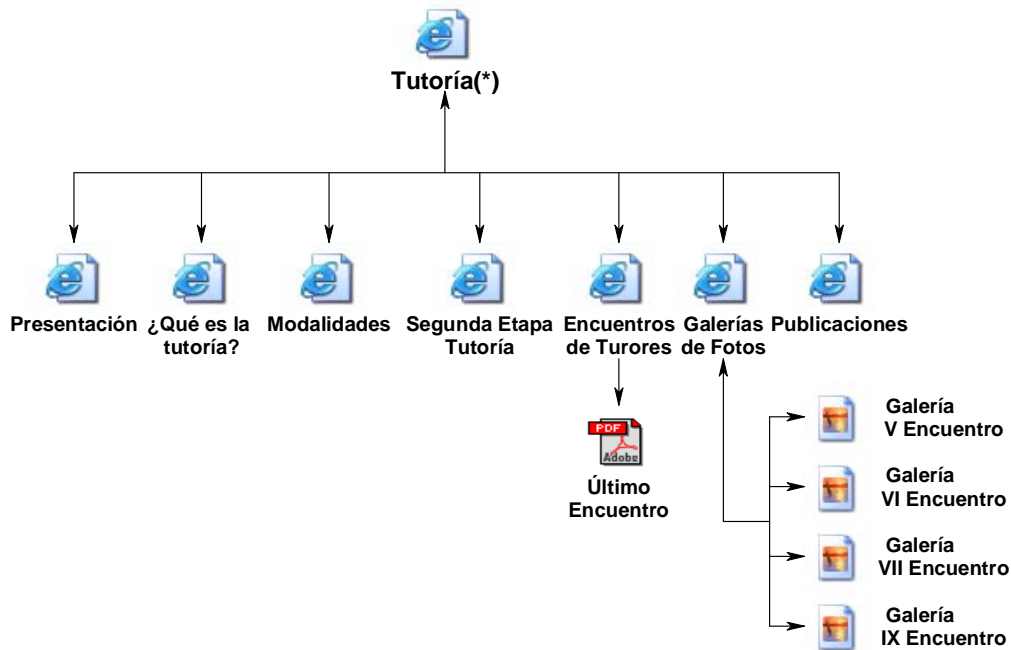 Tutoría(*)
Presentación
¿Qué es la
tutoría?
Modalidades
Segunda Etapa
Tutoría
Encuentros
de Turores
Galerías
de Fotos
Publicaciones
PDF
Adobe
Último
Encuentro
Galería
V Encuentro
Galería
VI Encuentro
Galería
VII Encuentro
Galería
IX Encuentro